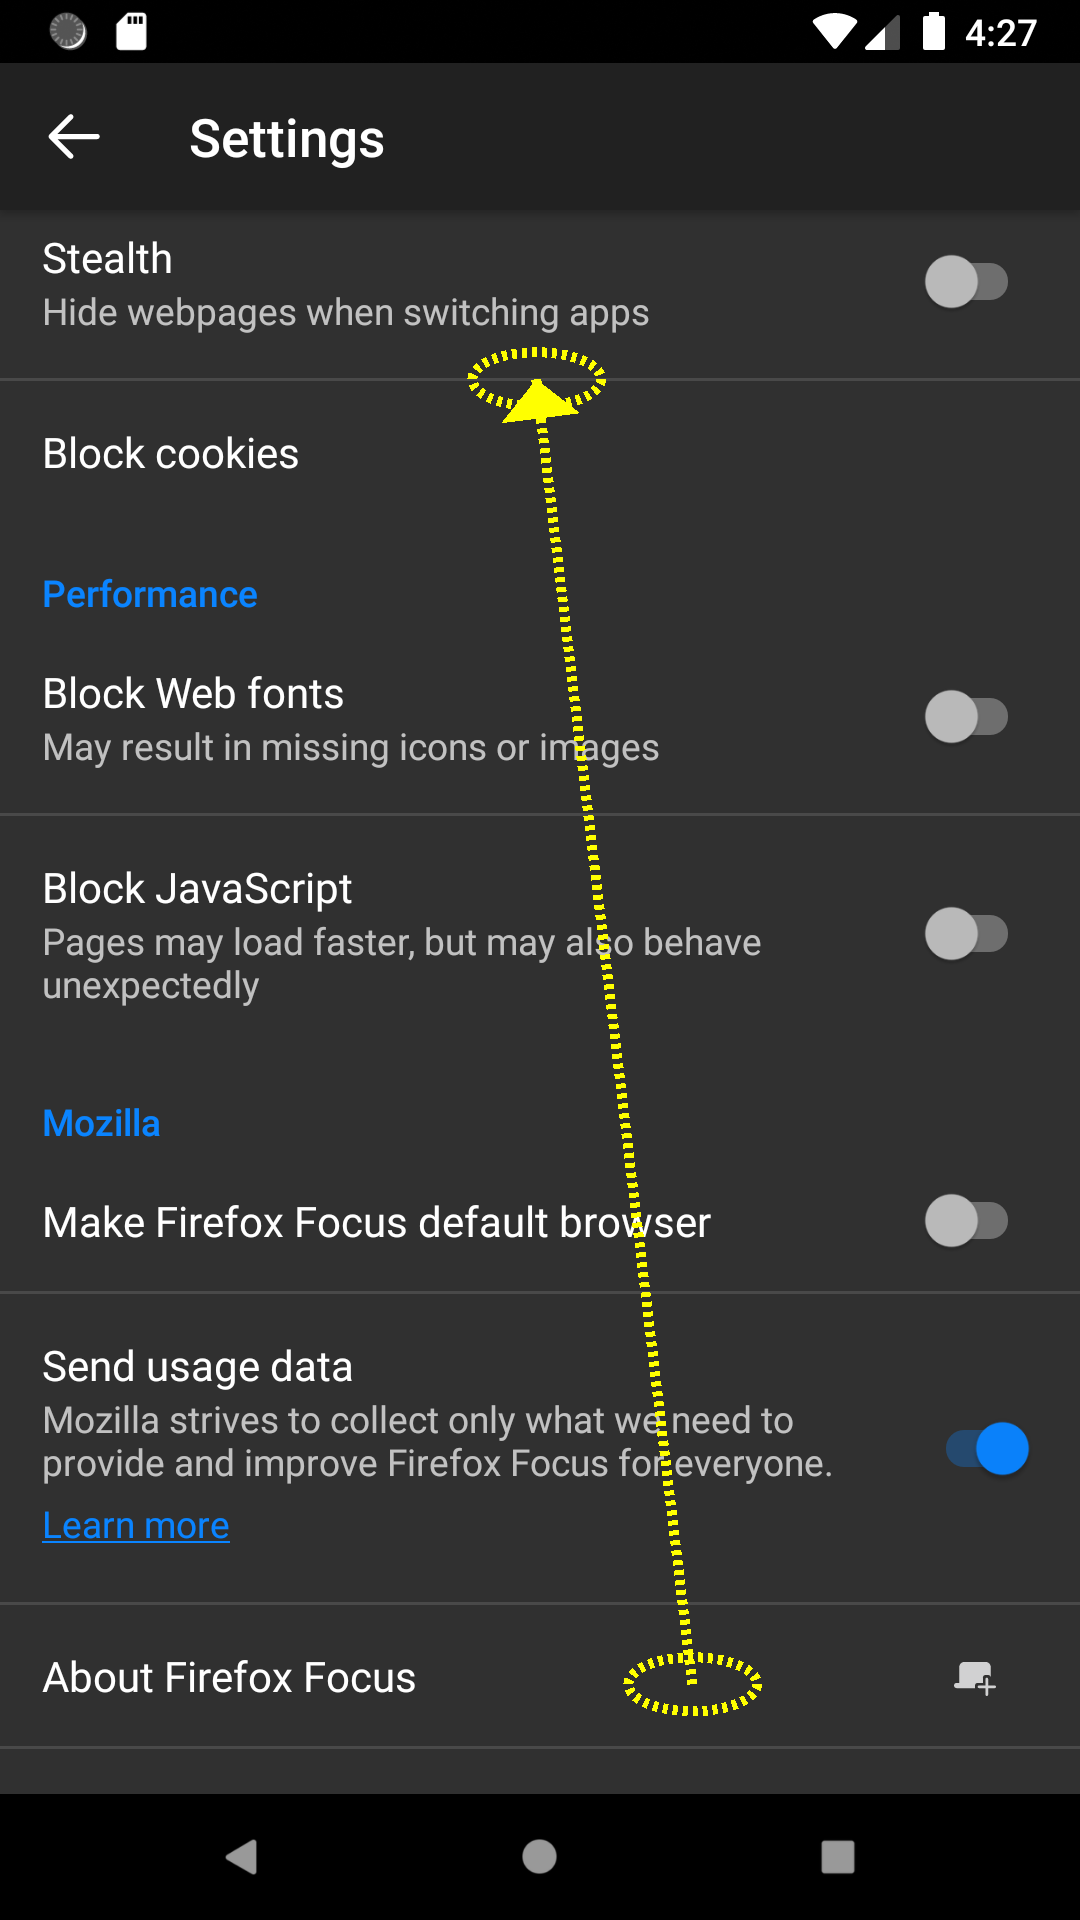 4:27
Settings
Stealth
Hide webpages when switching apps
Block cookies
Performance
Block Web fonts
May result in missing icons or images
Block JavaScript
Pages may load faster, but may also behave
unexpectedly
Mozilla
Make Firefox Focus default browser
Send usage data
Mozilla strives to collect only what we need to
provide and improve Firefox Focus for everyone.
Learn more
About Firefox Focus